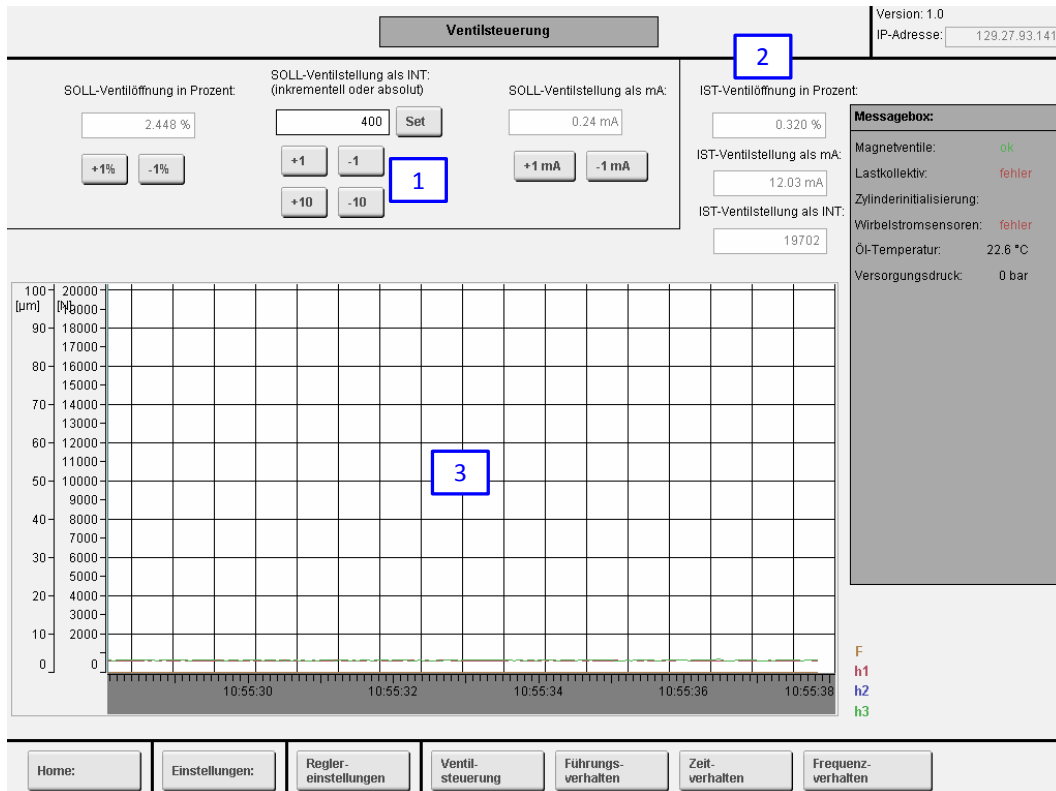 Ventilsteuerung
Version: 1.0
IP-Adresse: 129.27.93.141
2
SOLL-Ventilöffnung in Prozent:
2.448 %
+1% -1%
SOLL-Ventilstellung als INT:
(inkrementell oder absolut)
400 Set
+1 -1
+10 -10
1
SOLL-Ventilstellung als mA:
0.24 mA
+1 mA -1 mA
IST-Ventilöffnung in Prozent:
0.320 %
IST-Ventilstellung als mA:
12.03 mA
IST-Ventilstellung als INT:
19702
Messagebox:
Magnetventile: ok
Lastkollektiv: fehler
Zylinderinitialisierung:
Wirbelstromsensoren: fehler
Öl-Temperatur: 22.6 °C
Versorgungsdruck: 0 bar
100 20000
[µm] [N] 19000
90 18000
17000
80 16000
15000
70 14000
13000
60 12000
11000
50 10000
9000
40 8000
7000
30 6000
5000
20 4000
3000
10 2000
0 0
3
10:55:30 10:55:32 10:55:34 10:55:36 10:55:38
F
h1
h2
h3
Home:
Einstellungen:
Regler-
einstellungen
Ventil-
steuerung
Führungs-
verhalten
Zeit-
verhalten
Frequenz-
verhalten